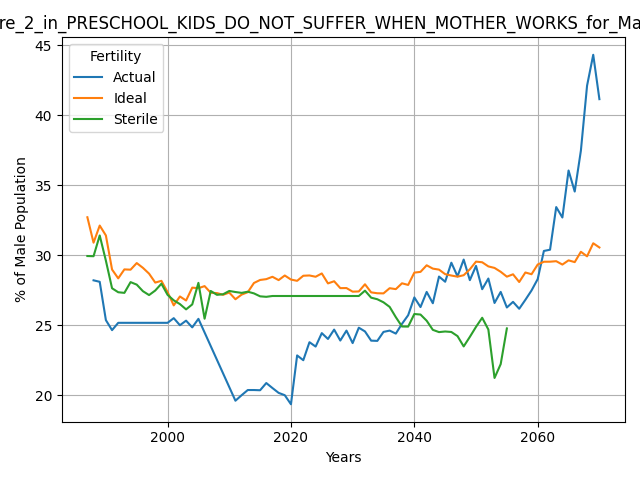 re_2_in_PRESCHOOL_KIDS_DO_NOT_SUFFER_WHEN_MOTHER_WORKS_for_Ma
Fertility
Actual
Ideal
Sterile
% of Male Population
45
40
35
30
25
20
2000 2020 2040 2060
Years